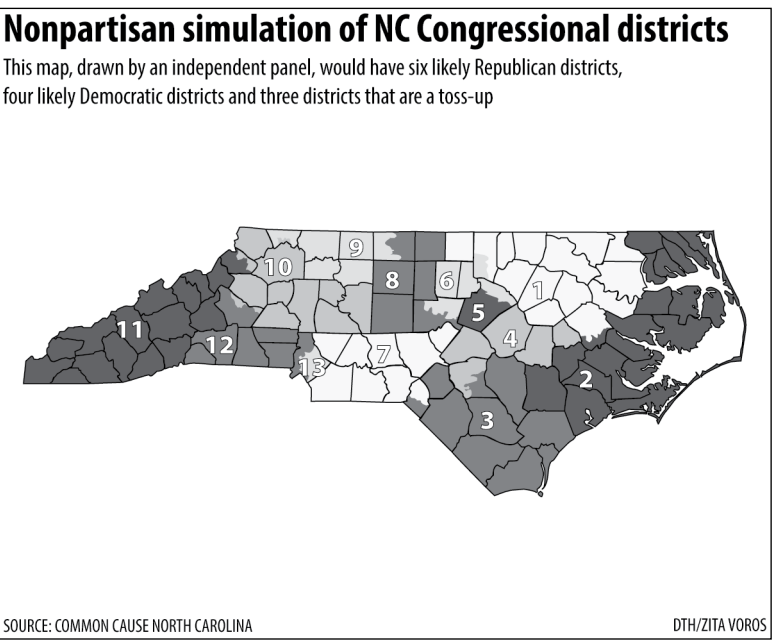 Nonpartisan simulation of NC Congressional districts
This map, drawn by an independent panel, would have six likely Republican districts,
four likely Democratic districts and three districts that are a toss-up
9
10
8
6
1
5
11
12
4
7
13
2
3
SOURCE: COMMON CAUSE NORTH CAROLINA
DTH/ZITA VOROS